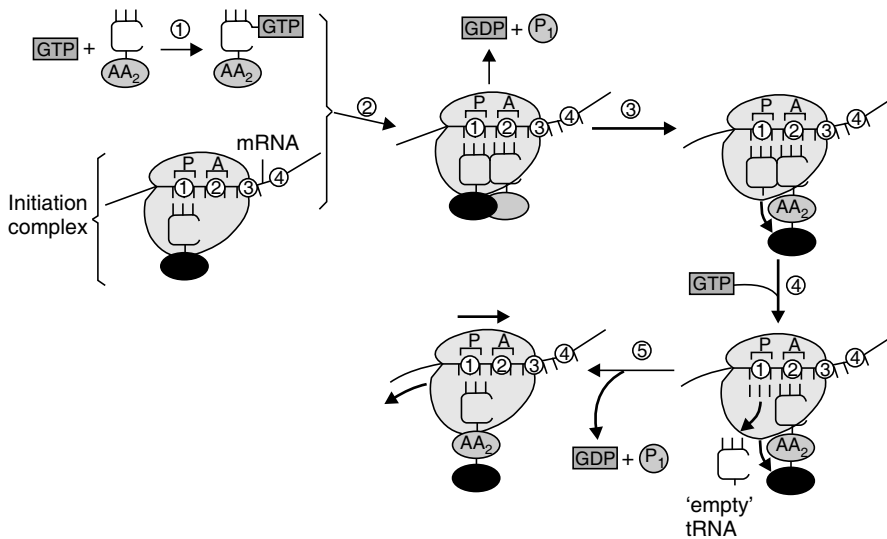 GTP +
①
GTP
AA₂
AA₂
GDP + P₁
P A
① ② ③ ④
②
③
P A
① ② ③ ④
AA₂
mRNA
P A
① ② ③ ④
Initiation
complex
GTP
④
P A
① ② ③ ④
AA₂
⑤
P A
① ② ③ ④
AA₂
GDP + P₁
'empty'
tRNA